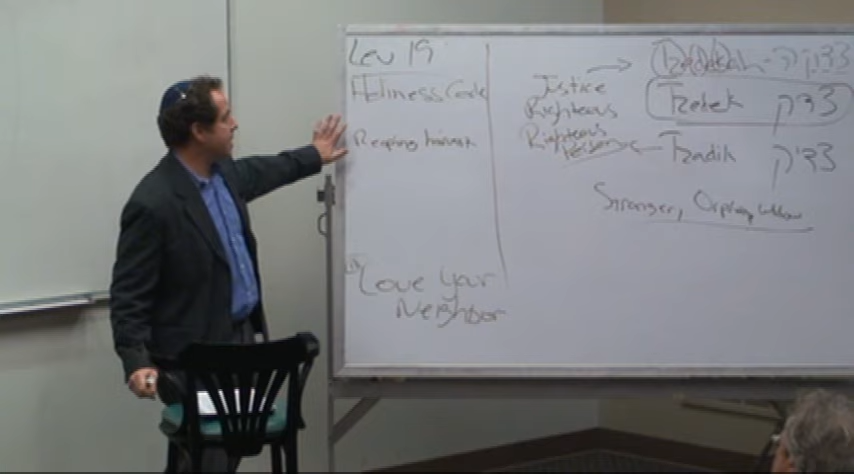 Lev 19
Holiness Code
Reaping harvest
Love Your
Neighbor
Tzedakah - צדקה
Justice
Righteous
Tzedek צדק
Righteous
Person
Tzadik צדיק
Stranger, Orphan, Widow